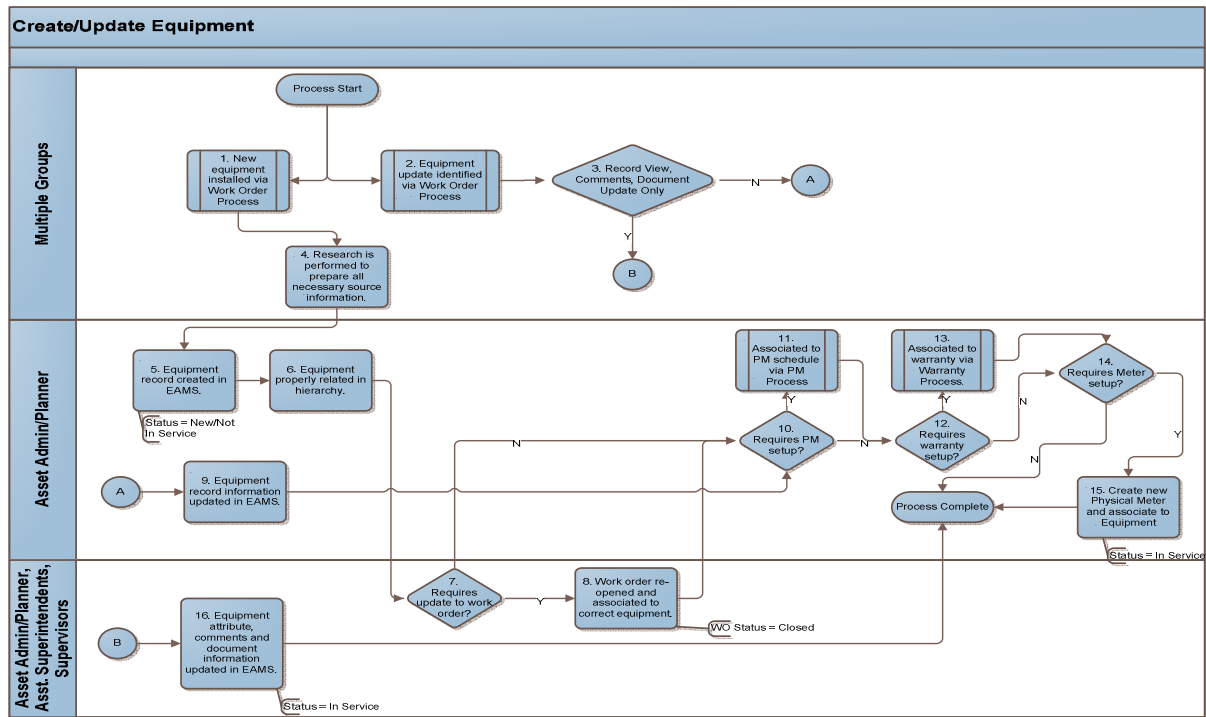 Create/Update Equipment
Multiple Groups
Process Start
1. New
equipment
installed via
Work Order
Process
2. Equipment
update identified
via Work Order
Process
3. Record View,
Comments, Document
Update Only
N
A
Y
B
4. Research is
performed to
prepare all
necessary source
information.
Asset Admin/Planner
5. Equipment
record created in
EAMS.
Status = New/Not
In Service
6. Equipment
properly related in
hierarchy.
11.
Associated to
PM schedule
via PM
Process
13.
Associated to
warranty via
Warranty
Process.
14.
Requires Meter
setup?
Y
Y
N
N
10.
Requires PM
setup?
N
12.
Requires
warranty
setup?
Y
N
A
9. Equipment
record information
updated in EAMS.
Process Complete
15. Create new
Physical Meter
and associate to
Equipment
Status = In Service
Asset Admin/Planner,
Asst. Superintendents,
Supervisors
7.
Requires
update to work
order?
Y
8. Work order re-
opened and
associated to
correct equipment.
WO Status = Closed
B
16. Equipment
attribute,
comments and
document
information
updated in EAMS.
Status = In Service